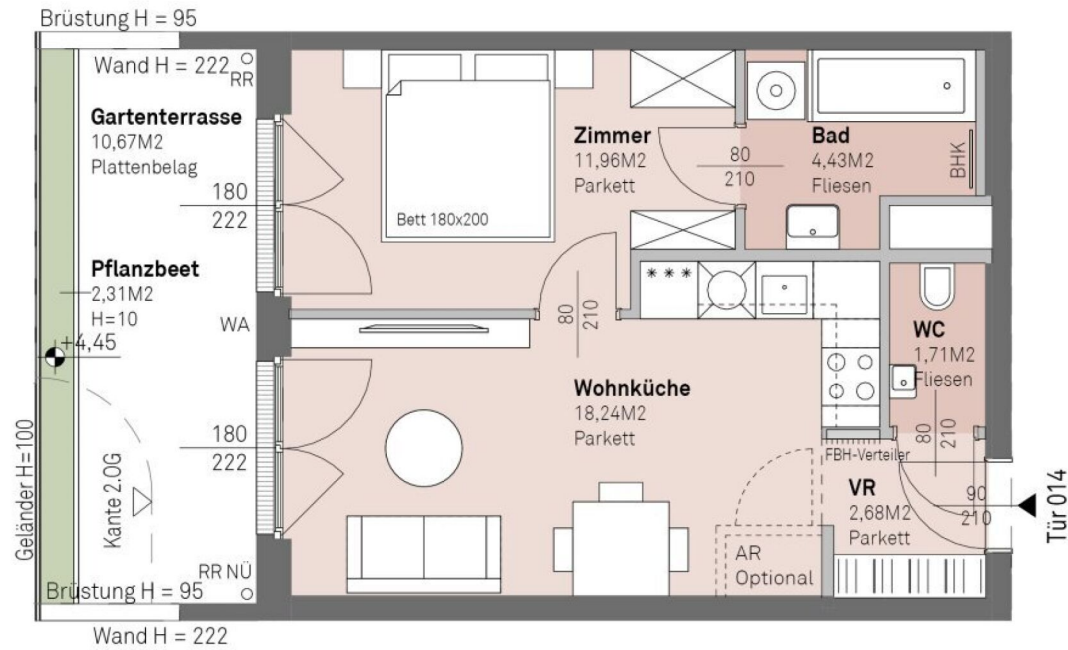 Brüstung H = 95
Wand H = 222
RR
Gartenterrasse
10,67M2
Plattenbelag
180
222
Pflanzbeet
2,31M2
H=10
+4,45
WA
180
222
Geländer H=100
Kante 2.OG
RR NÜ
Brüstung H = 95
Wand H = 222
Bett 180x200
Zimmer
11,96M2
Parkett
80
210
Bad
4,43M2
Fliesen
BHK
80
210
***
Wohnküche
18,24M2
Parkett
WC
1,71M2
Fliesen
80
210
FBH-Verteiler
VR
2,68M2
Parkett
90
210
Tür 014
AR
Optional